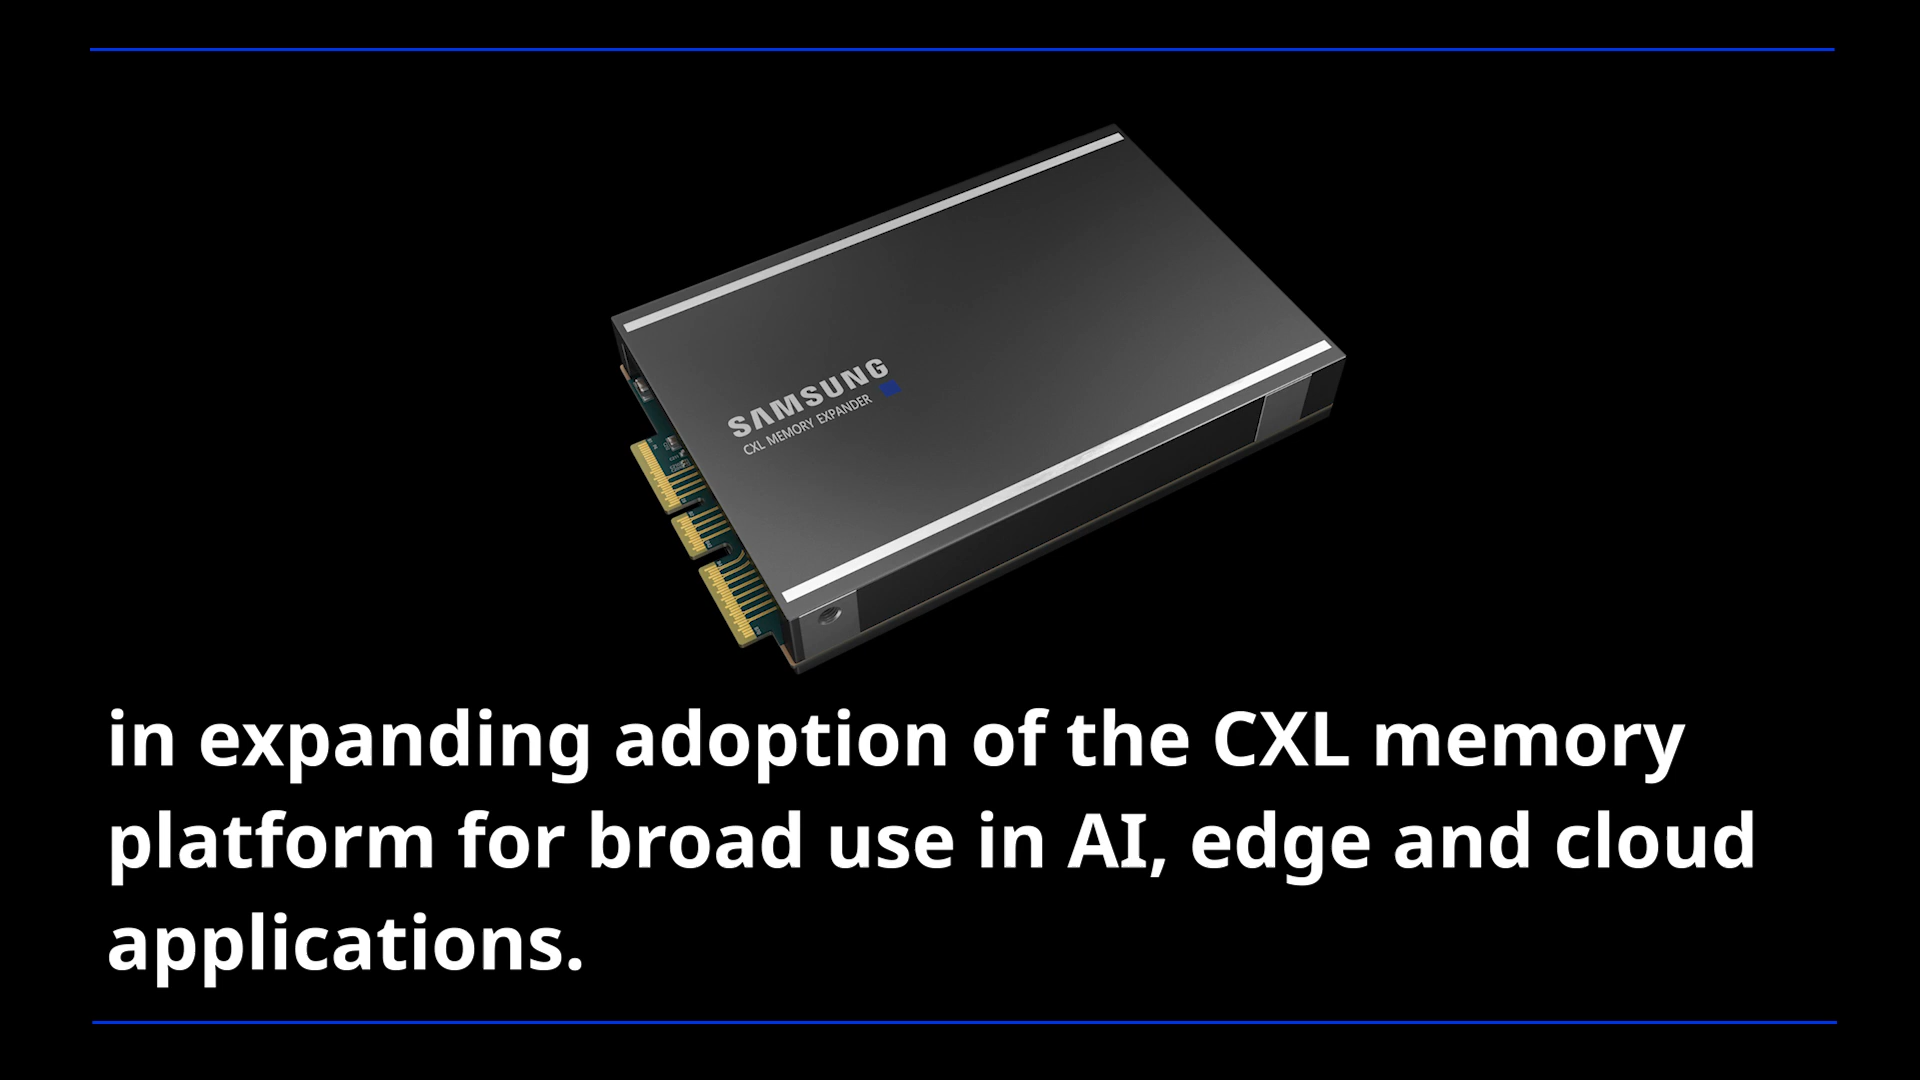 SAMSUNG
CXL MEMORY EXPANDER
in expanding adoption of the CXL memory
platform for broad use in AI, edge and cloud
applications.